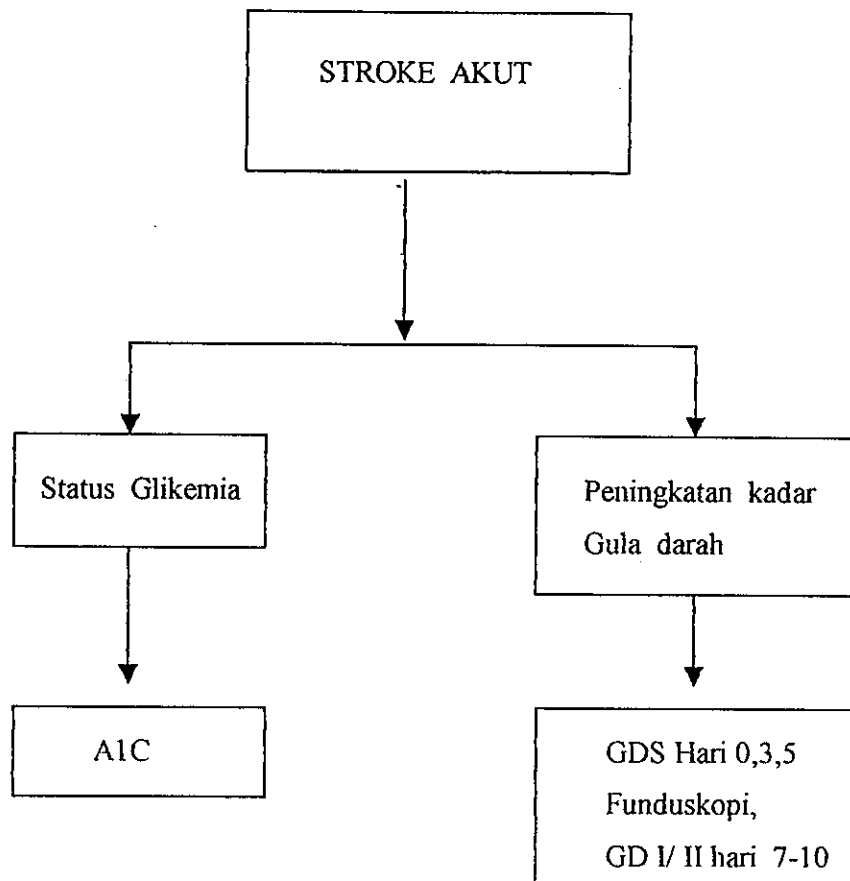 STROKE AKUT
Status Glikemia
Peningkatan kadar
Gula darah
A1C
GDS Hari 0,3,5
Funduskopi,
GD I/ II hari 7-10